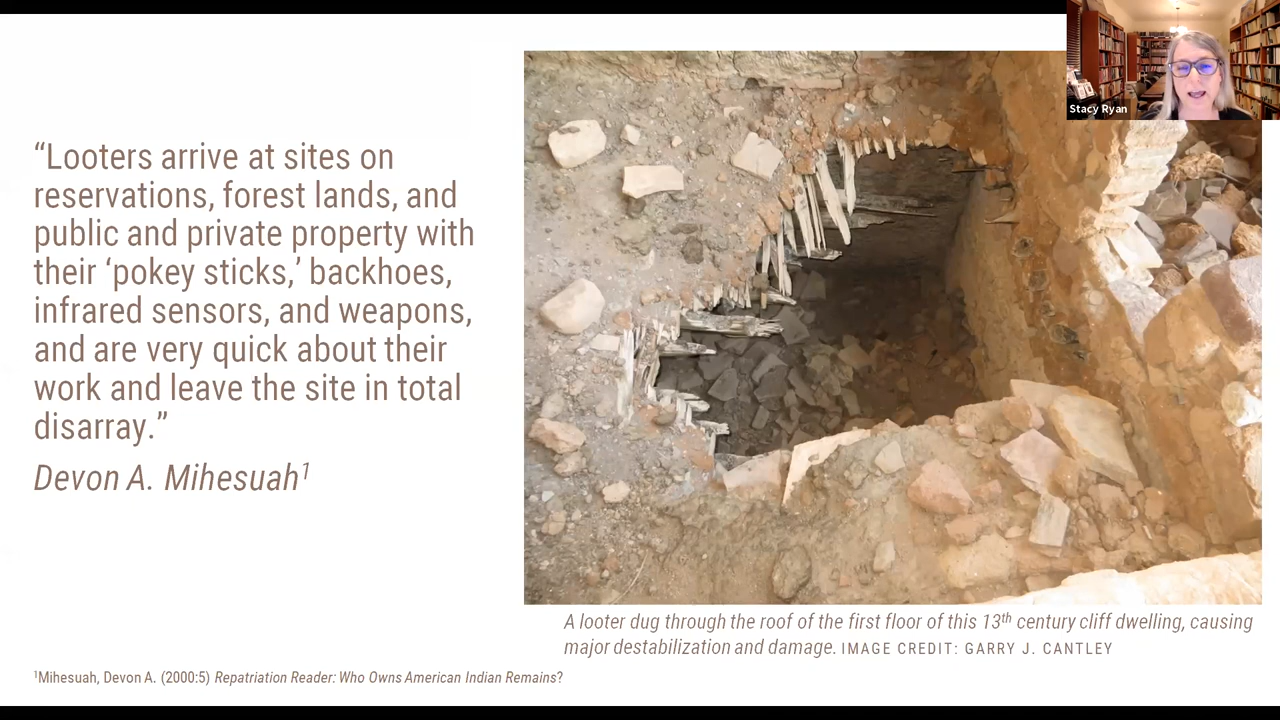 Stacy Ryan
“Looters arrive at sites on
reservations, forest lands, and
public and private property with
their ‘pokey sticks,’ backhoes,
infrared sensors, and weapons,
and are very quick about their
work and leave the site in total
disarray.”
Devon A. Mihesuah1
A looter dug through the roof of the first floor of this 13th century cliff dwelling, causing
major destabilization and damage. IMAGE CREDIT: GARRY J. CANTLEY
1Mihesuah, Devon A. (2000:5) Repatriation Reader: Who Owns American Indian Remains?